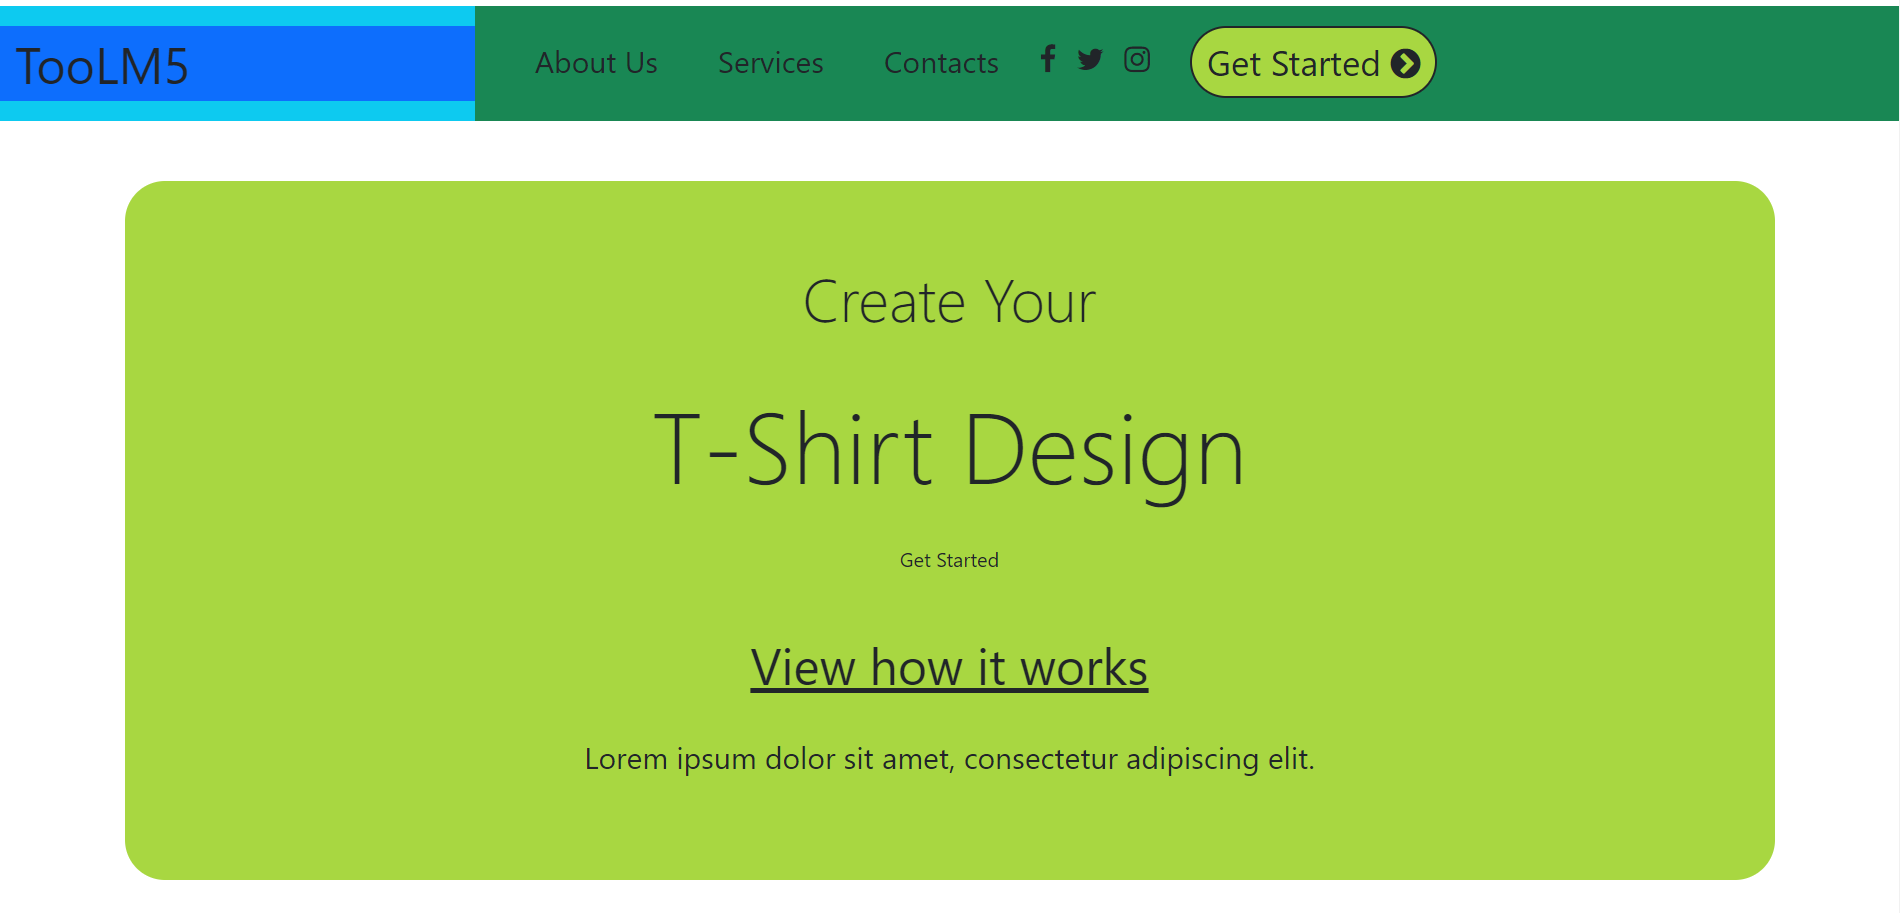 TooLM5
About Us Services Contacts Get Started
Create Your
T-Shirt Design
Get Started
View how it works
Lorem ipsum dolor sit amet, consectetur adipiscing elit.